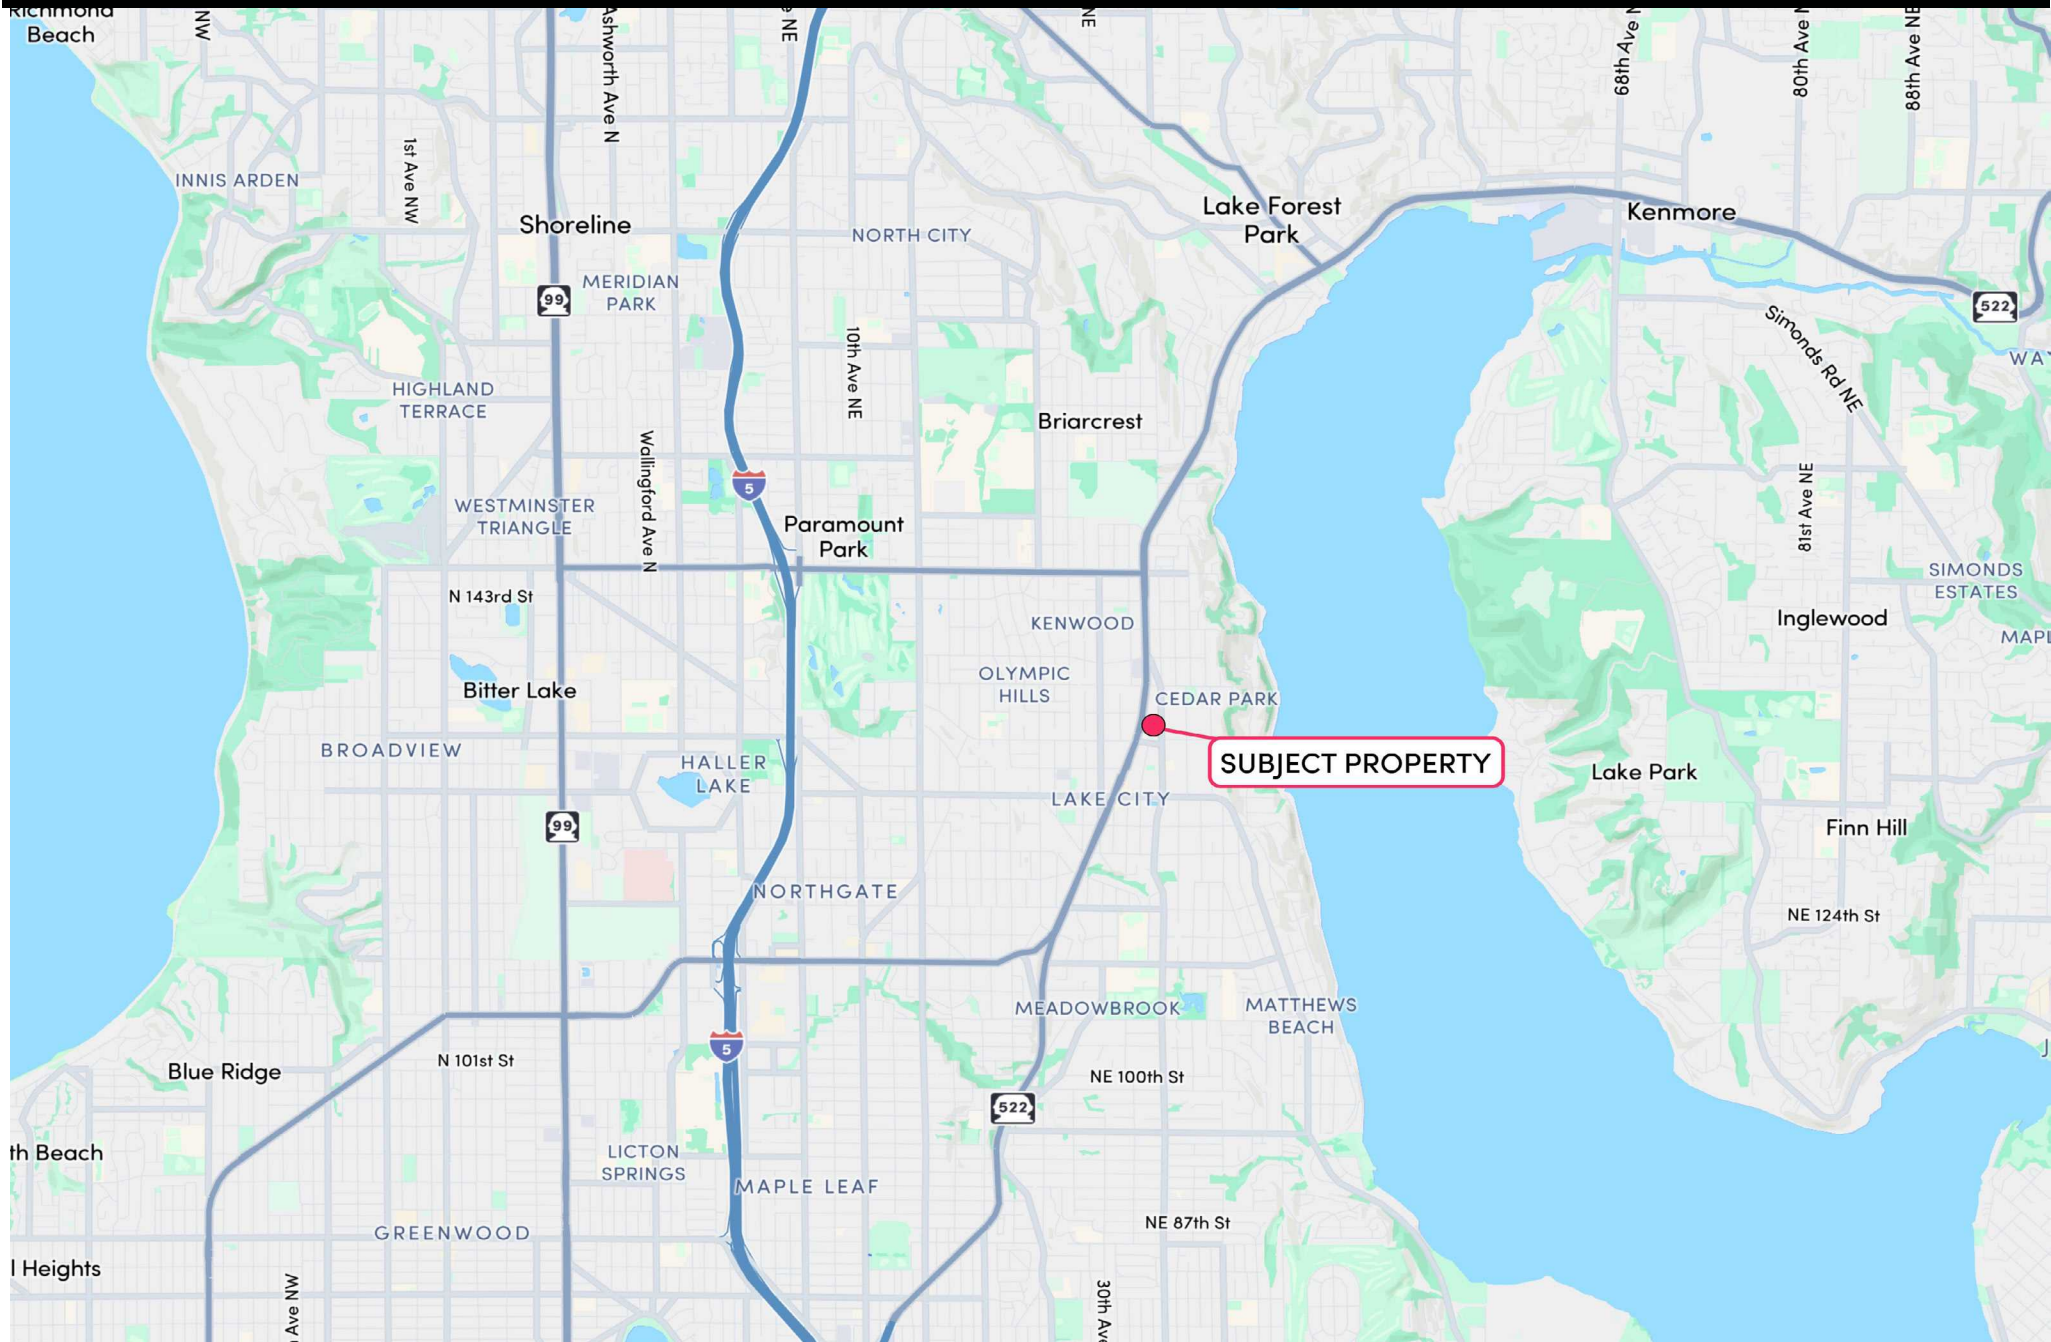 Richmond
Beach
NW
Ashworth Ave N
e NE
NE
68th Ave N
80th Ave N
88th Ave NE
1st Ave NW
INNIS ARDEN
Shoreline
NORTH CITY
Lake Forest
Park
Kenmore
99
MERIDIAN
PARK
522
Simonds Rd NE
10th Ave NE
WA
HIGHLAND
TERRACE
Briarcrest
Wallingford Ave N
5
81st Ave NE
WESTMINSTER
TRIANGLE
Paramount
Park
SIMONDS
ESTATES
N 143rd St
KENWOOD
Inglewood
MAPL
Bitter Lake
OLYMPIC
HILLS
CEDAR PARK
BROADVIEW
HALLER
LAKE
SUBJECT PROPERTY
Lake Park
LAKE CITY
99
Finn Hill
NORTHGATE
NE 124th St
MEADOWBROOK
MATTHEWS
BEACH
5
J
Blue Ridge
N 101st St
NE 100th St
522
th Beach
LICTON
SPRINGS
MAPLE LEAF
NE 87th St
GREENWOOD
l Heights
Ave NW
30th Ave